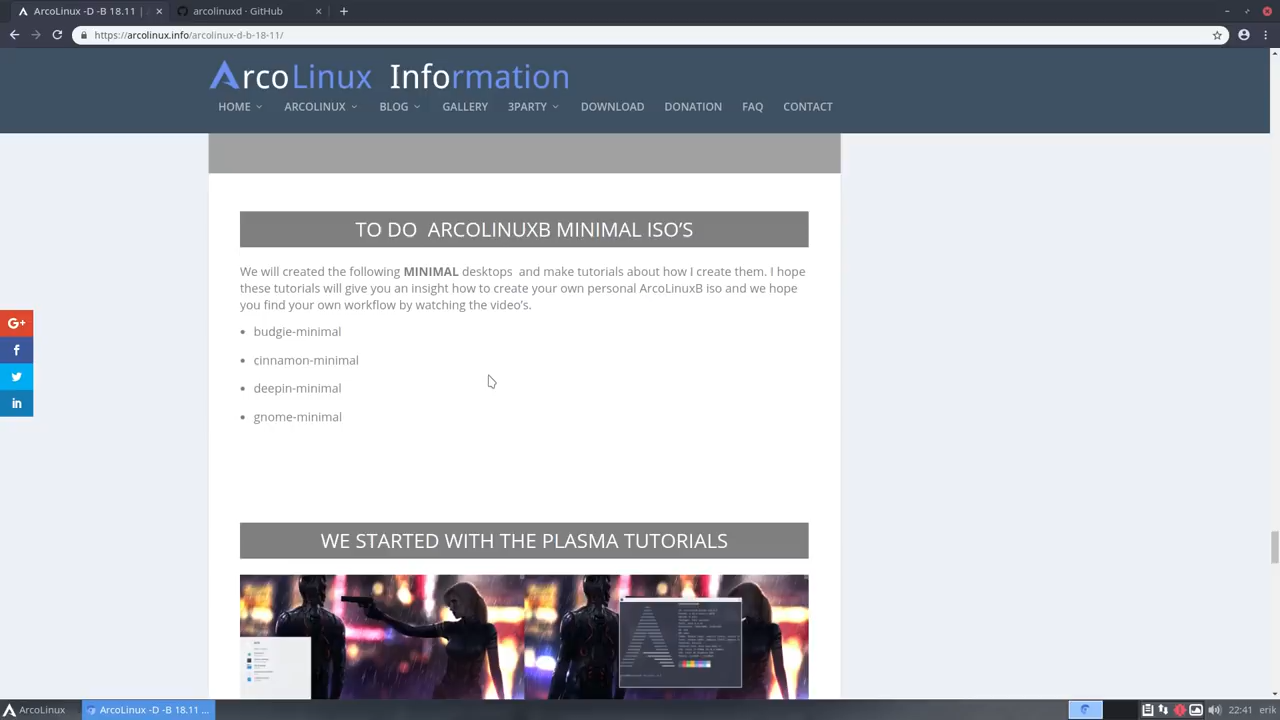 ArcoLinux -D -B 18.11 |
arcolinuxd · GitHub
https://arcolinux.info/arcolinux-d-b-18-11/
ArcoLinux Information
HOME ARCOLINUX BLOG GALLERY 3PARTY DOWNLOAD DONATION FAQ CONTACT
TO DO ARCOLINUXB MINIMAL ISO’S
We will created the following MINIMAL desktops and make tutorials about how I create them. I hope
these tutorials will give you an insight how to create your own personal ArcoLinuxB iso and we hope
you find your own workflow by watching the video’s.
• budgie-minimal
• cinnamon-minimal
• deepin-minimal
• gnome-minimal
G+
f
in
WE STARTED WITH THE PLASMA TUTORIALS
ArcoLinux
ArcoLinux -D -B 18.11 ...
22:41 erik